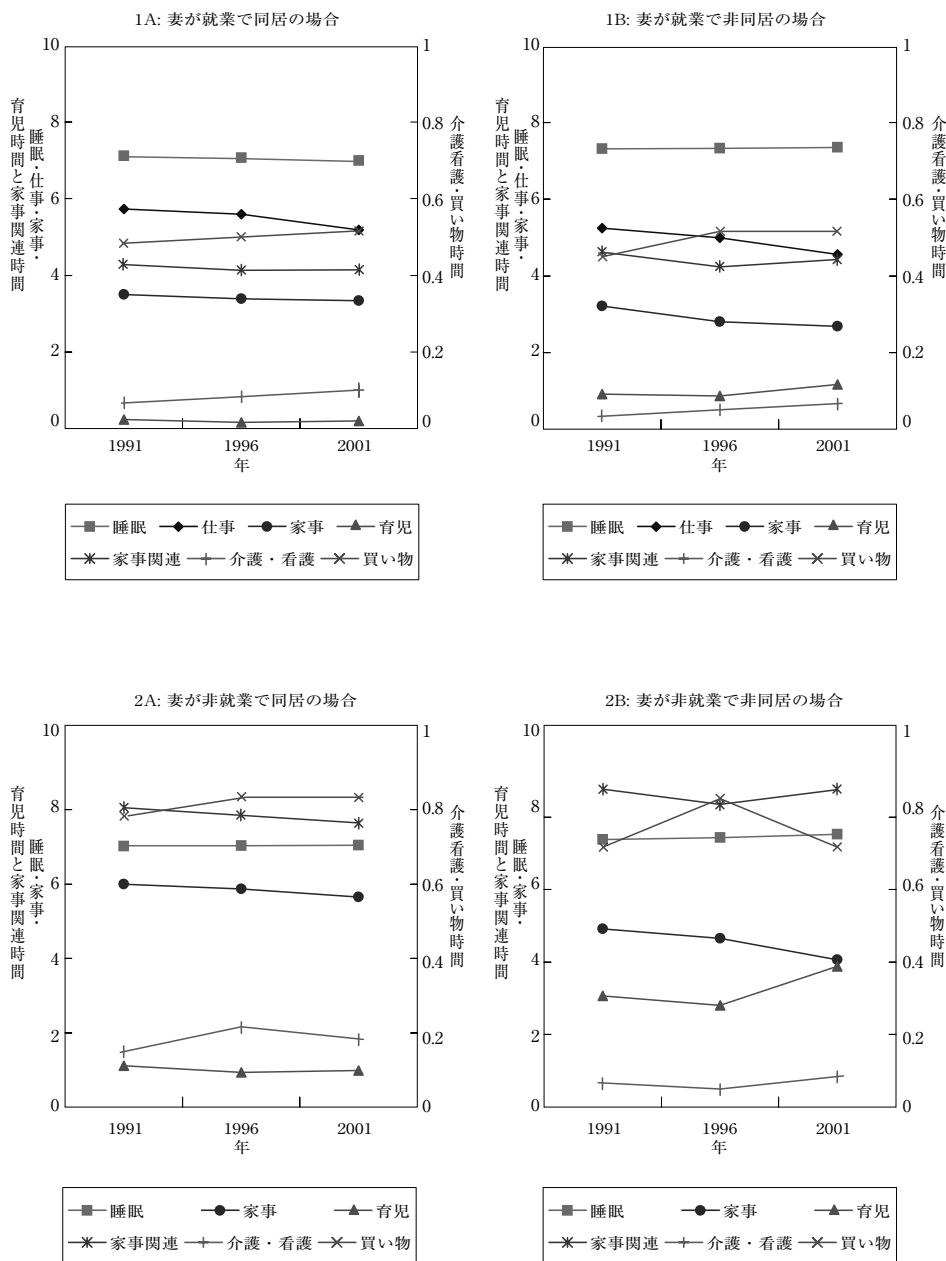 1A: 妻が就業で同居の場合
10
8
6
4
2
0
1
0.8
0.6
0.4
0.2
0
睡眠・仕事・家事・
育児時間と家事関連時間
介護看護・買い物時間
1991 1996 2001
年
睡眠 仕事 家事 育児
家事関連 介護・看護 買い物
1B: 妻が就業で非同居の場合
10
8
6
4
2
0
1
0.8
0.6
0.4
0.2
0
睡眠・仕事・家事・
育児時間と家事関連時間
介護看護・買い物時間
1991 1996 2001
年
睡眠 仕事 家事 育児
家事関連 介護・看護 買い物
2A: 妻が非就業で同居の場合
10
8
6
4
2
0
1
0.8
0.6
0.4
0.2
0
睡眠・家事・
育児時間と家事関連時間
介護看護・買い物時間
1991 1996 2001
年
睡眠 家事 育児
家事関連 介護・看護 買い物
2B: 妻が非就業で非同居の場合
10
8
6
4
2
0
1
0.8
0.6
0.4
0.2
0
睡眠・家事・
育児時間と家事関連時間
介護看護・買い物時間
1991 1996 2001
年
睡眠 家事 育児
家事関連 介護・看護 買い物